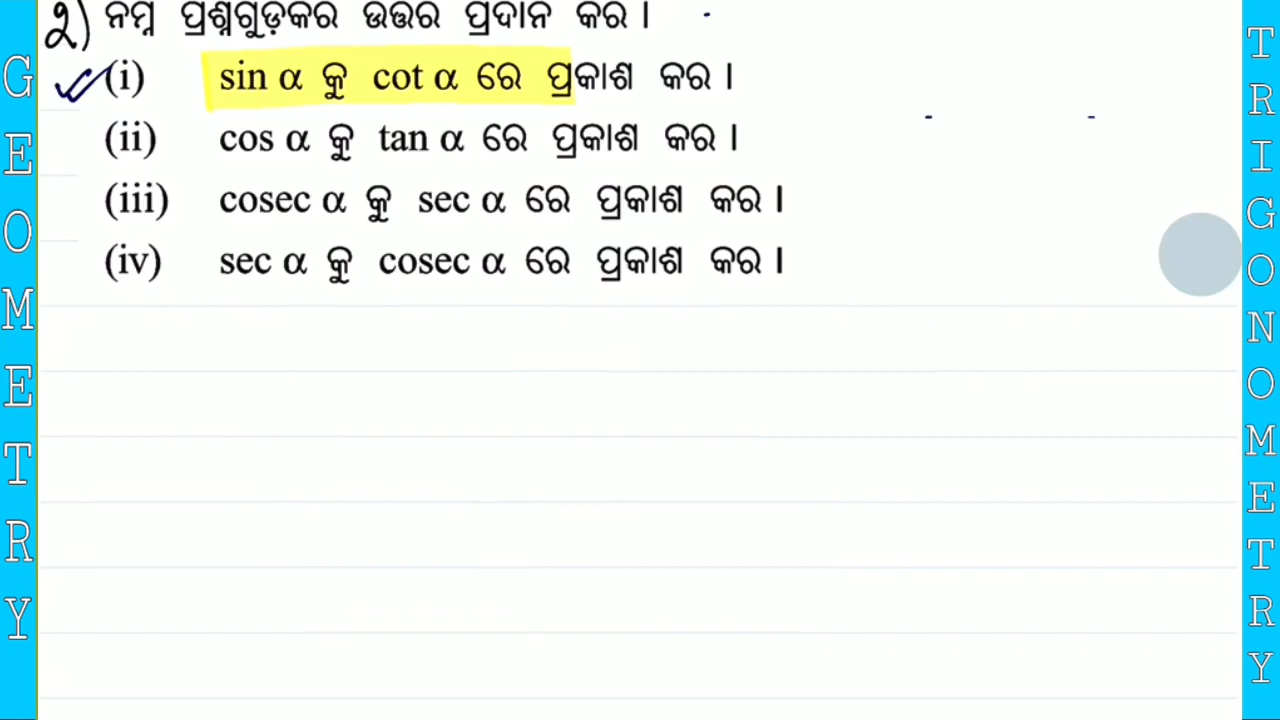 ୨) ନିମ୍ନ ପ୍ରଶ୍ନଗୁଡ଼ିକର ଉତ୍ତର ପ୍ରଦାନ କର ।
(i) sin α କୁ cot α ରେ ପ୍ରକାଶ କର ।
(ii) cos α କୁ tan α ରେ ପ୍ରକାଶ କର ।
(iii) cosec α କୁ sec α ରେ ପ୍ରକାଶ କର ।
(iv) sec α କୁ cosec α ରେ ପ୍ରକାଶ କର ।
GEOMETRY
TRIGONOMETRY